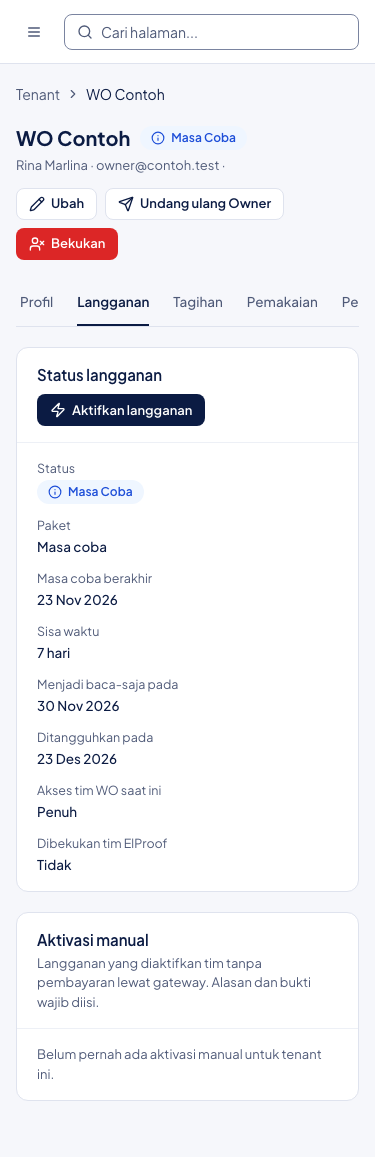 Cari halaman...
Tenant > WO Contoh
WO Contoh Masa Coba
Rina Marlina · owner@contoh.test ·
Ubah Undang ulang Owner
Bekukan
Profil Langganan Tagihan Pemakaian Pe
Status langganan
Aktifkan langganan
Status
Masa Coba
Paket
Masa coba
Masa coba berakhir
23 Nov 2026
Sisa waktu
7 hari
Menjadi baca-saja pada
30 Nov 2026
Ditangguhkan pada
23 Des 2026
Akses tim WO saat ini
Penuh
Dibekukan tim ElProof
Tidak
Aktivasi manual
Langganan yang diaktifkan tim tanpa
pembayaran lewat gateway. Alasan dan bukti
wajib diisi.
Belum pernah ada aktivasi manual untuk tenant
ini.